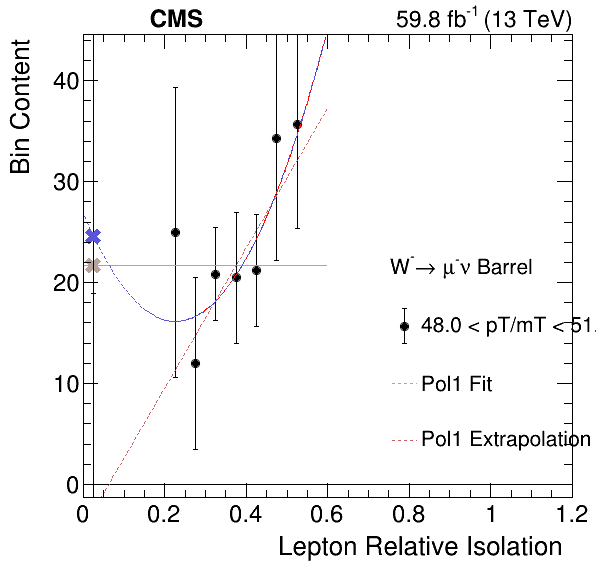 CMS
59.8 fb-1 (13 TeV)
Bin Content
40
30
20
10
0
W-→ μ-ν Barrel
48.0 < pT/mT < 51.
Pol1 Fit
Pol1 Extrapolation
0 0.2 0.4 0.6 0.8 1 1.2
Lepton Relative Isolation